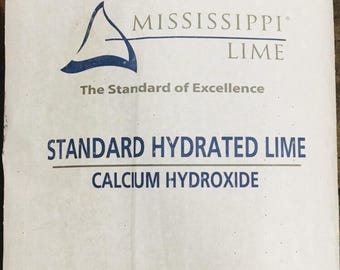 MISSISSIPPI®
LIME
The Standard of Excellence
STANDARD HYDRATED LIME
CALCIUM HYDROXIDE